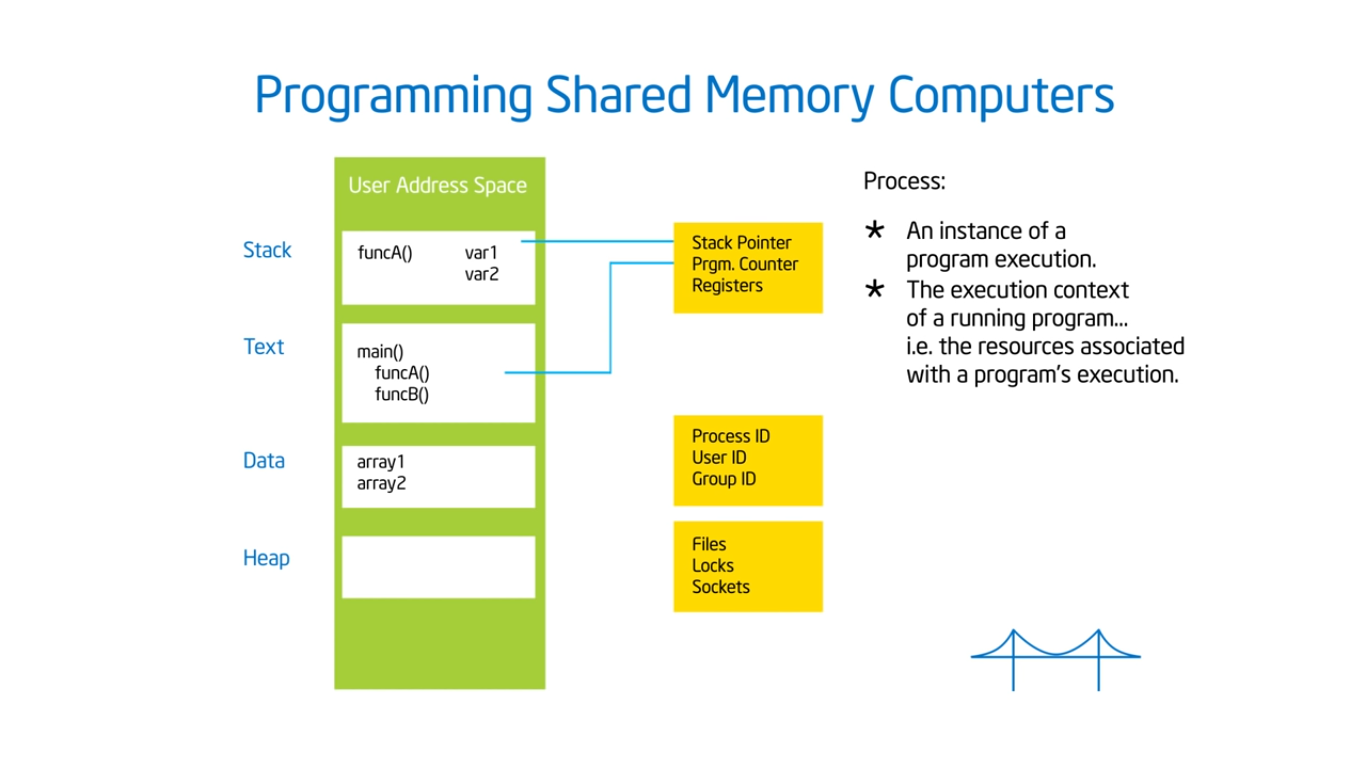 Programming Shared Memory Computers
User Address Space
Stack
funcA() var1
var2
Text
main()
funcA()
funcB()
Data
array1
array2
Heap
Stack Pointer
Prgm. Counter
Registers
Process ID
User ID
Group ID
Files
Locks
Sockets
Process:
* An instance of a
program execution.
* The execution context
of a running program...
i.e. the resources associated
with a program's execution.